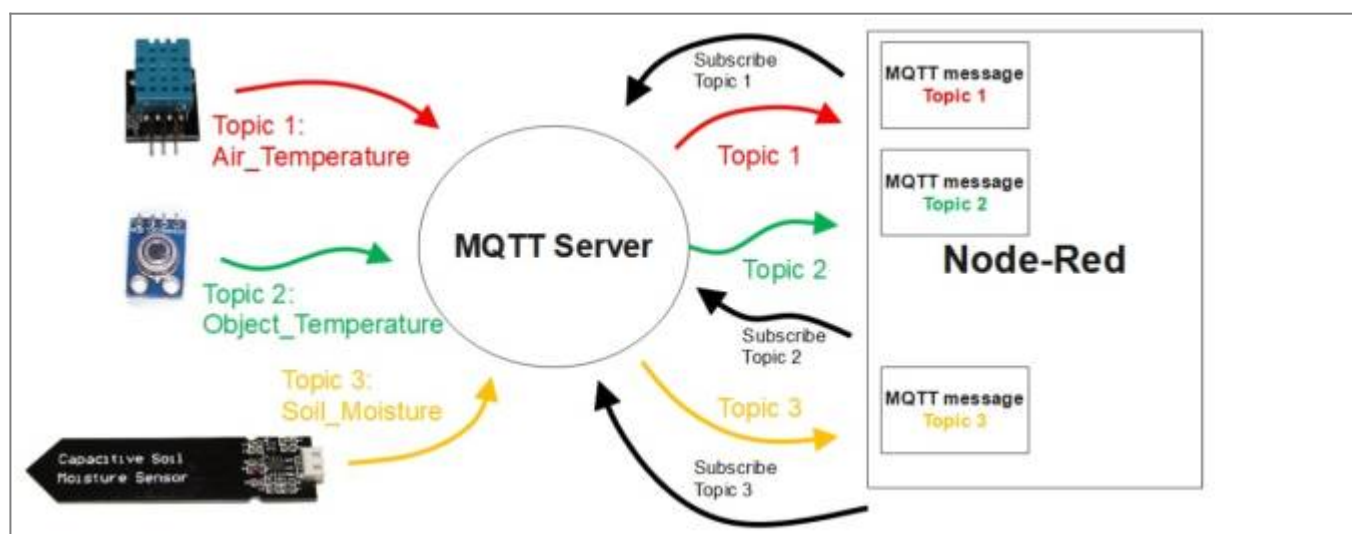 Topic 1:
Air_Temperature
Topic 2:
Object_Temperature
Topic 3:
Soil_Moisture
Capacitive Soil
Moisture Sensor
MQTT Server
Subscribe
Topic 1
Topic 1
Topic 2
Subscribe
Topic 2
Topic 3
Subscribe
Topic 3
MQTT message
Topic 1
MQTT message
Topic 2
Node-Red
MQTT message
Topic 3